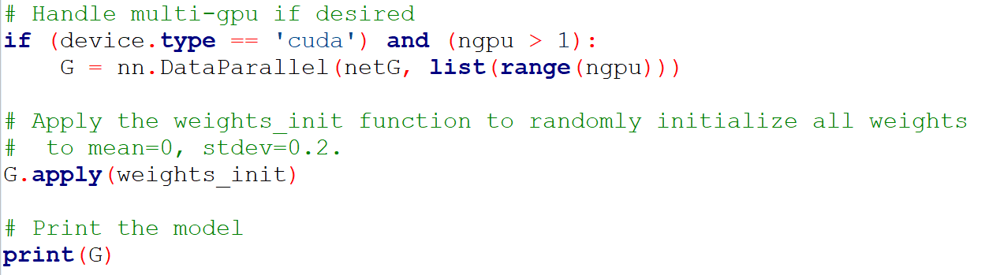 # Handle multi-gpu if desired
if (device.type == 'cuda') and (ngpu > 1):
    G = nn.DataParallel(netG, list(range(ngpu)))

# Apply the weights_init function to randomly initialize all weights
#  to mean=0, stdev=0.2.
G.apply(weights_init)

# Print the model
print(G)